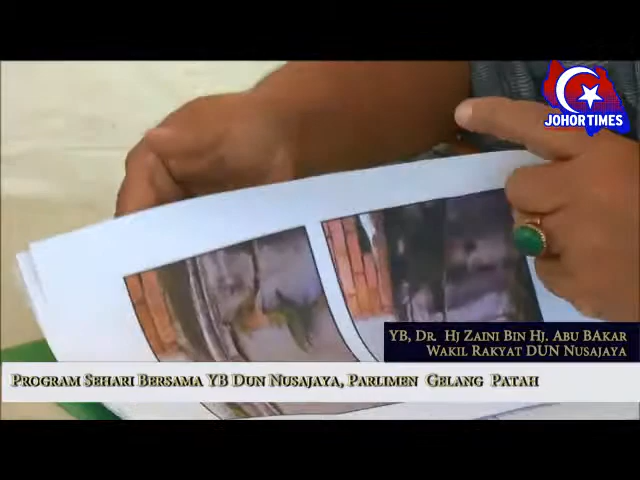 JOHOR TIMES
YB, Dr. Hj Zaini Bin Hj. Abu BAkar
Wakil Rakyat DUN Nusajaya
Program Sehari Bersama YB Dun Nusajaya, Parlimen Gelang Patah